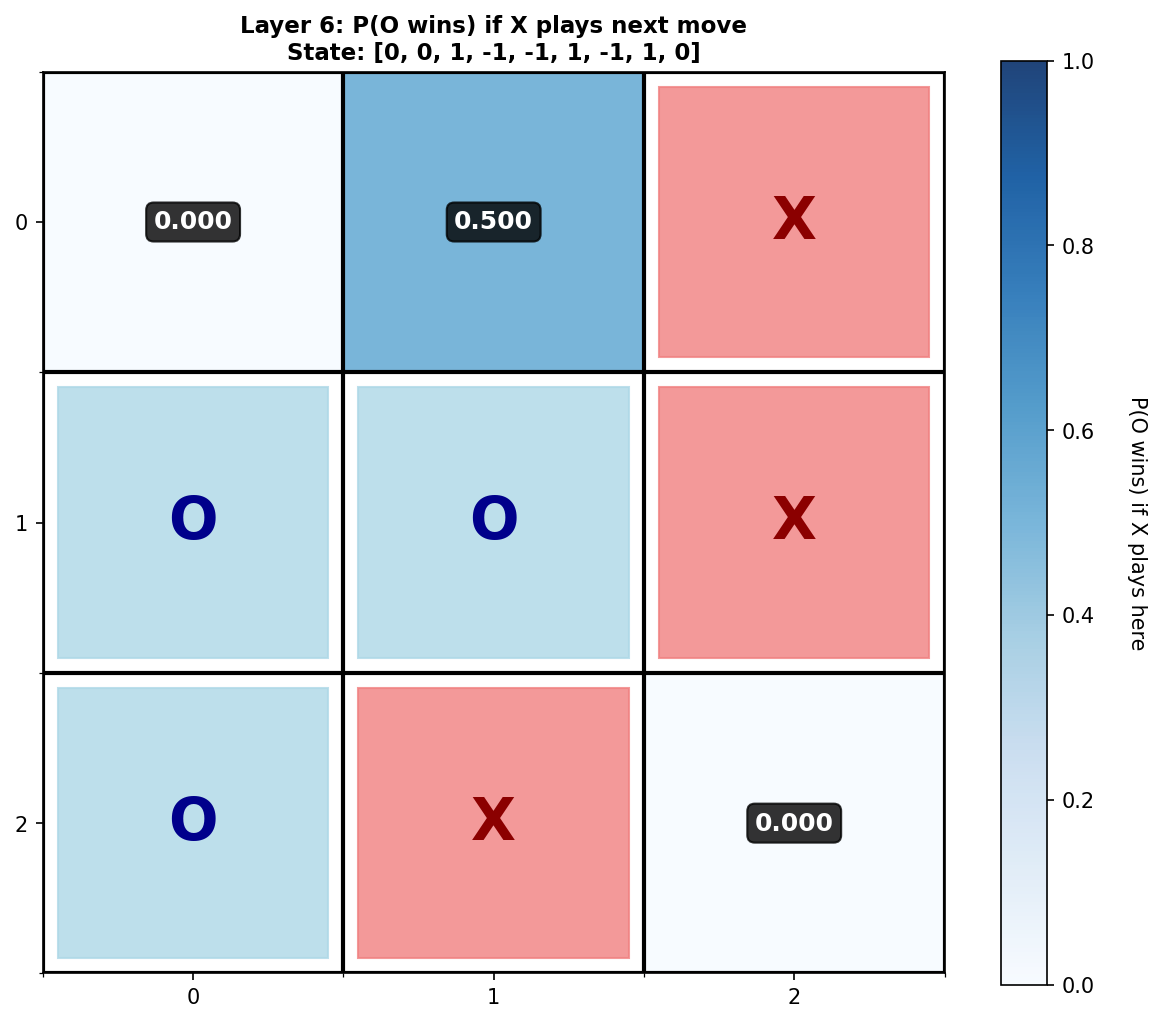 Layer 6: P(O wins) if X plays next move
State: [0, 0, 1, -1, -1, 1, -1, 1, 0]
0
0.000
0.500
X
1
O
O
X
2
O
X
0.000
0
1
2
1.0
0.8
0.6
0.4
0.2
0.0
P(O wins) if X plays here